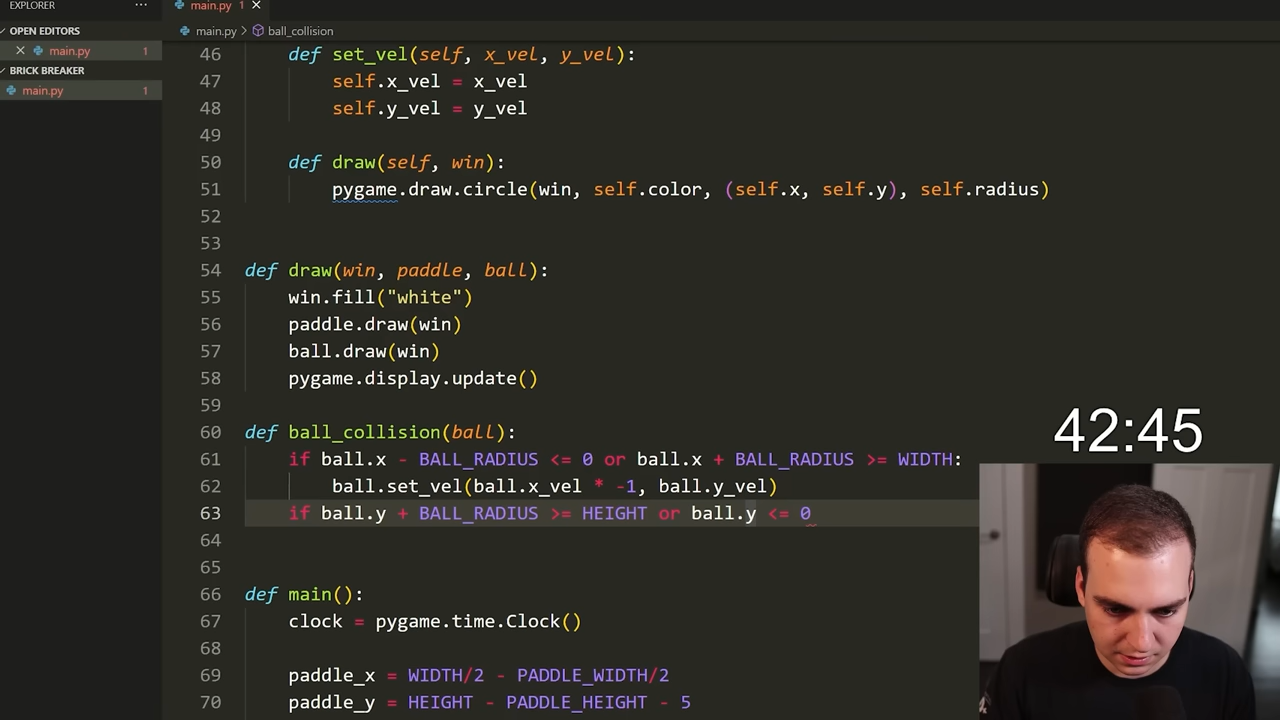 EXPLORER ... main.py 1
OPEN EDITORS main.py > ball_collision
main.py 1
BRICK BREAKER
main.py 1
46 def set_vel(self, x_vel, y_vel):
47 self.x_vel = x_vel
48 self.y_vel = y_vel
49
50 def draw(self, win):
51 pygame.draw.circle(win, self.color, (self.x, self.y), self.radius)
52
53
54 def draw(win, paddle, ball):
55 win.fill("white")
56 paddle.draw(win)
57 ball.draw(win)
58 pygame.display.update()
59
60 def ball_collision(ball):
61 if ball.x - BALL_RADIUS <= 0 or ball.x + BALL_RADIUS >= WIDTH:
62 ball.set_vel(ball.x_vel * -1, ball.y_vel)
63 if ball.y + BALL_RADIUS >= HEIGHT or ball.y <= 0
64
65
66 def main():
67 clock = pygame.time.Clock()
68
69 paddle_x = WIDTH/2 - PADDLE_WIDTH/2
70 paddle_y = HEIGHT - PADDLE_HEIGHT - 5
42:45